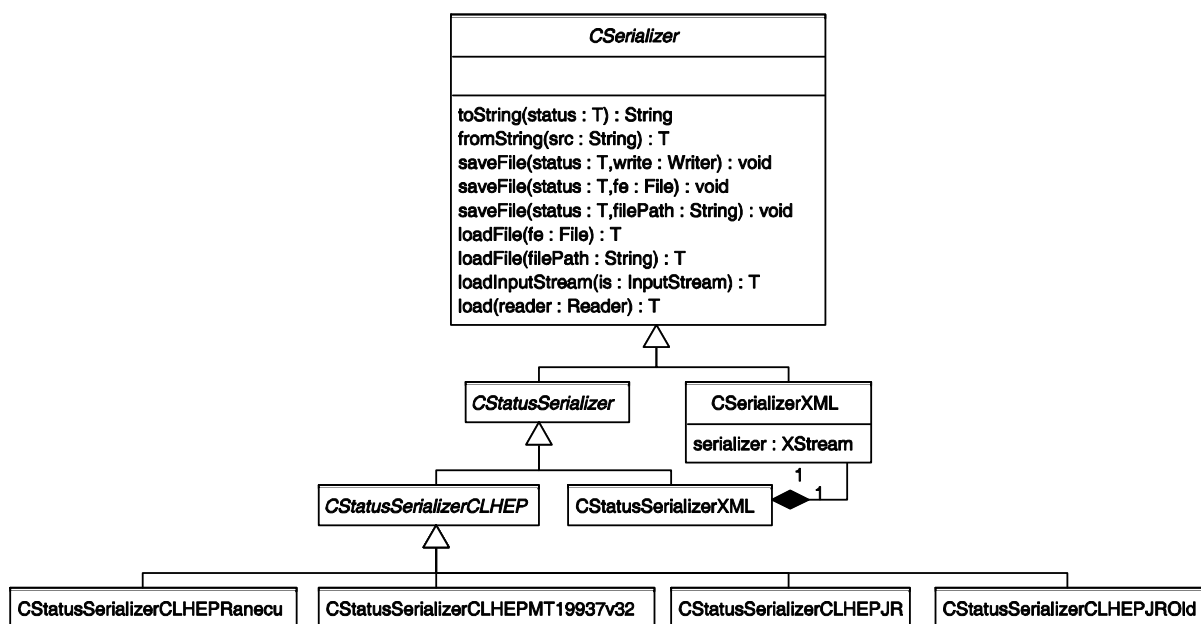 CSerializer
toString(status : T) : String
fromString(src : String) : T
saveFile(status : T,write : Writer) : void
saveFile(status : T,fe : File) : void
saveFile(status : T,filePath : String) : void
loadFile(fe : File) : T
loadFile(filePath : String) : T
loadInputStream(is : InputStream) : T
load(reader : Reader) : T
CStatusSerializer
CSerializerXML
serializer : XStream
1
1
CStatusSerializerCLHEP
CStatusSerializerXML
CStatusSerializerCLHEPRanecu
CStatusSerializerCLHEPMT19937v32
CStatusSerializerCLHEPJR
CStatusSerializerCLHEPJROld